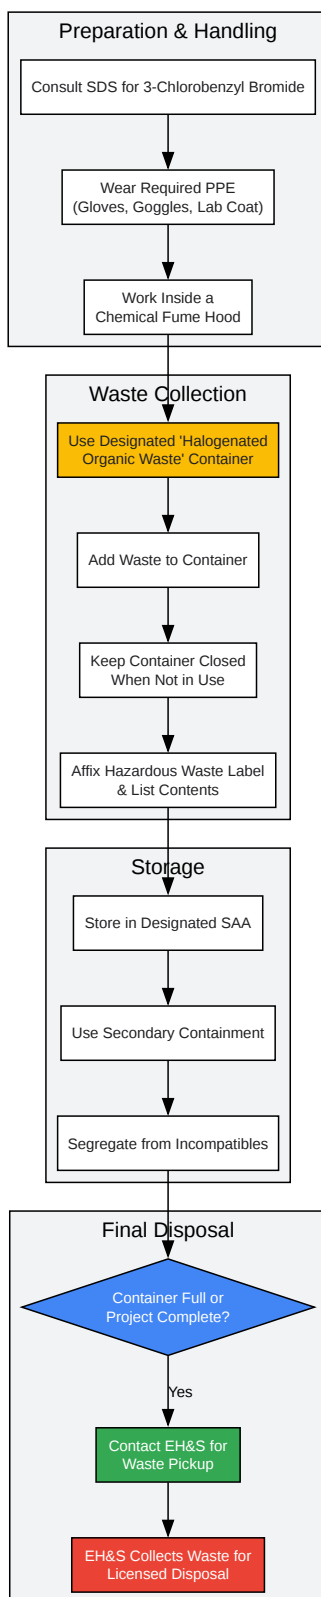 Preparation & Handling
Consult SDS for 3-Chlorobenzyl Bromide
Wear Required PPE
(Gloves, Goggles, Lab Coat)
Work Inside a
Chemical Fume Hood
Waste Collection
Use Designated 'Halogenated
Organic Waste' Container
Add Waste to Container
Keep Container Closed
When Not in Use
Affix Hazardous Waste Label
& List Contents
Storage
Store in Designated SAA
Use Secondary Containment
Segregate from Incompatibles
Final Disposal
Container Full or
Project Complete?
Yes
Contact EH&S for
Waste Pickup
EH&S Collects Waste for
Licensed Disposal